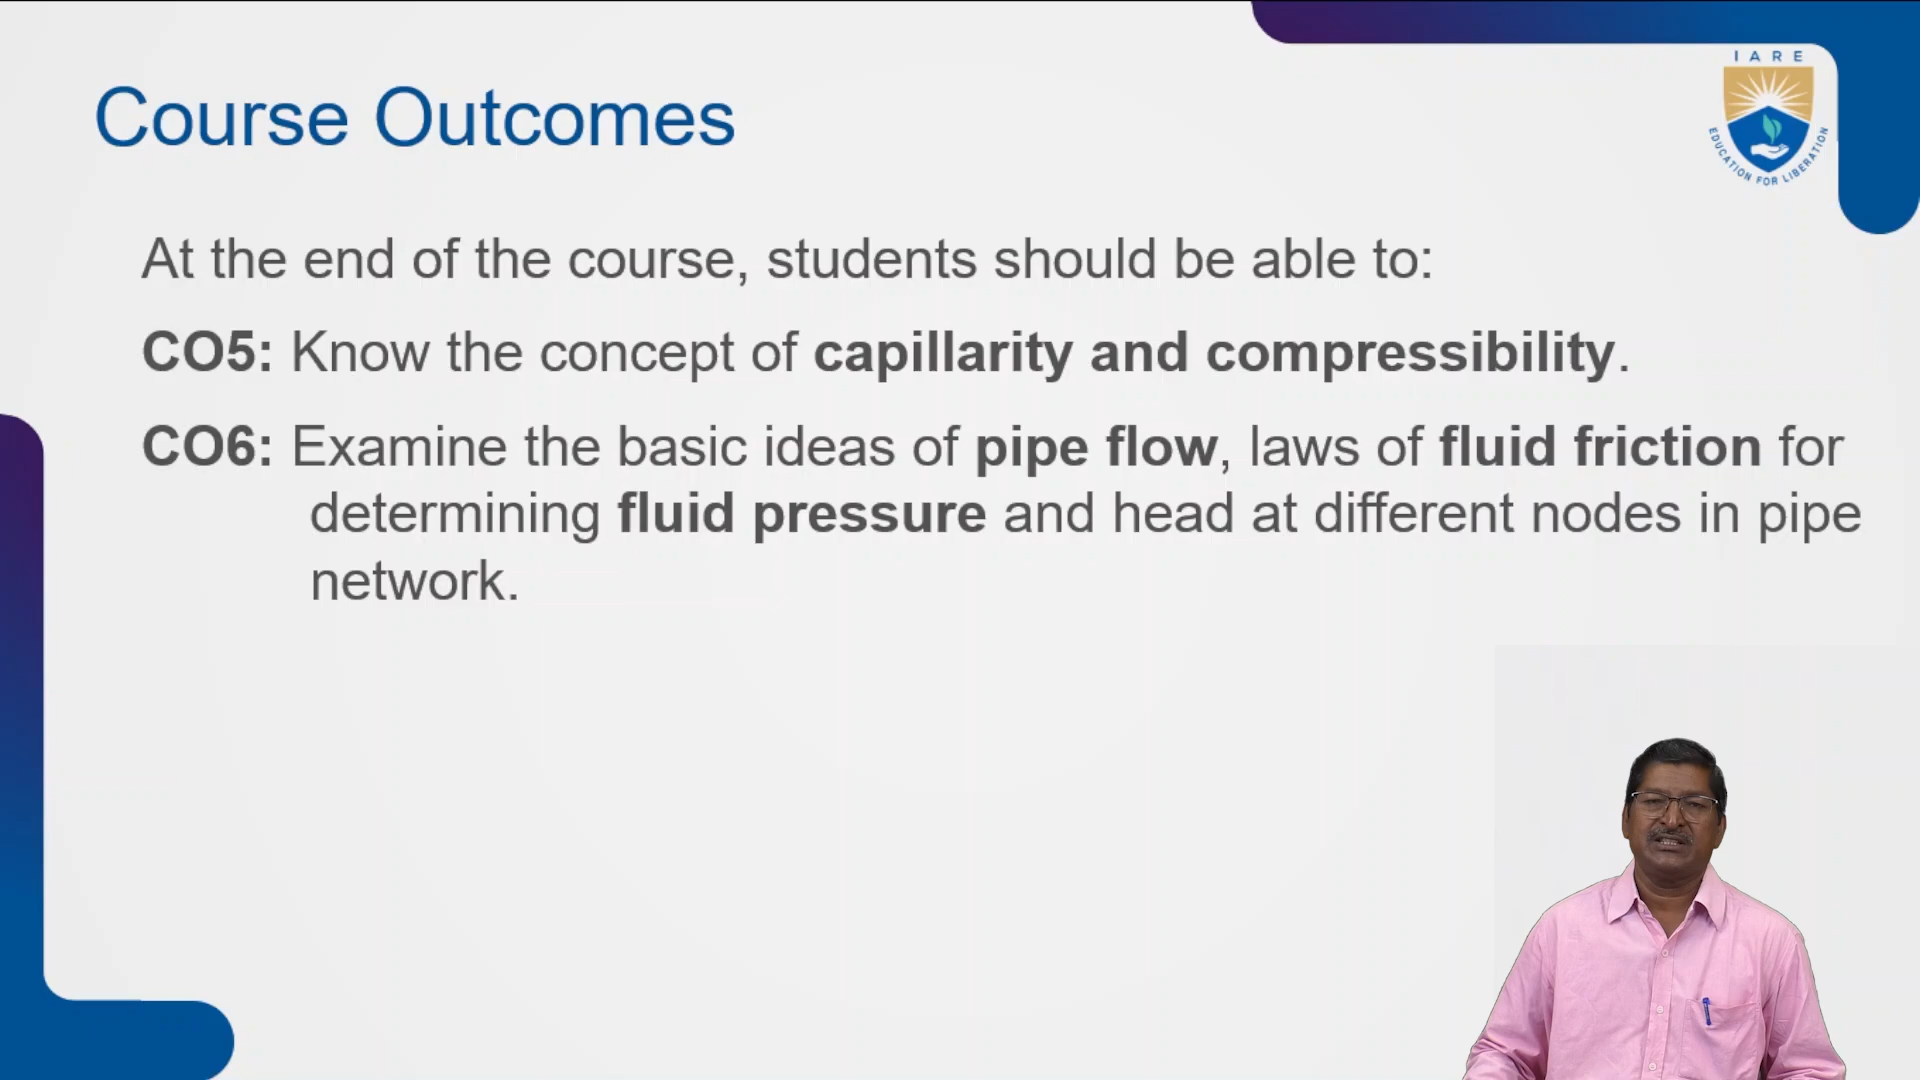 IARE
Course Outcomes
EDUCATION FOR LIBERATION
At the end of the course, students should be able to:
CO5: Know the concept of capillarity and compressibility.
CO6: Examine the basic ideas of pipe flow, laws of fluid friction for
determining fluid pressure and head at different nodes in pipe
network.